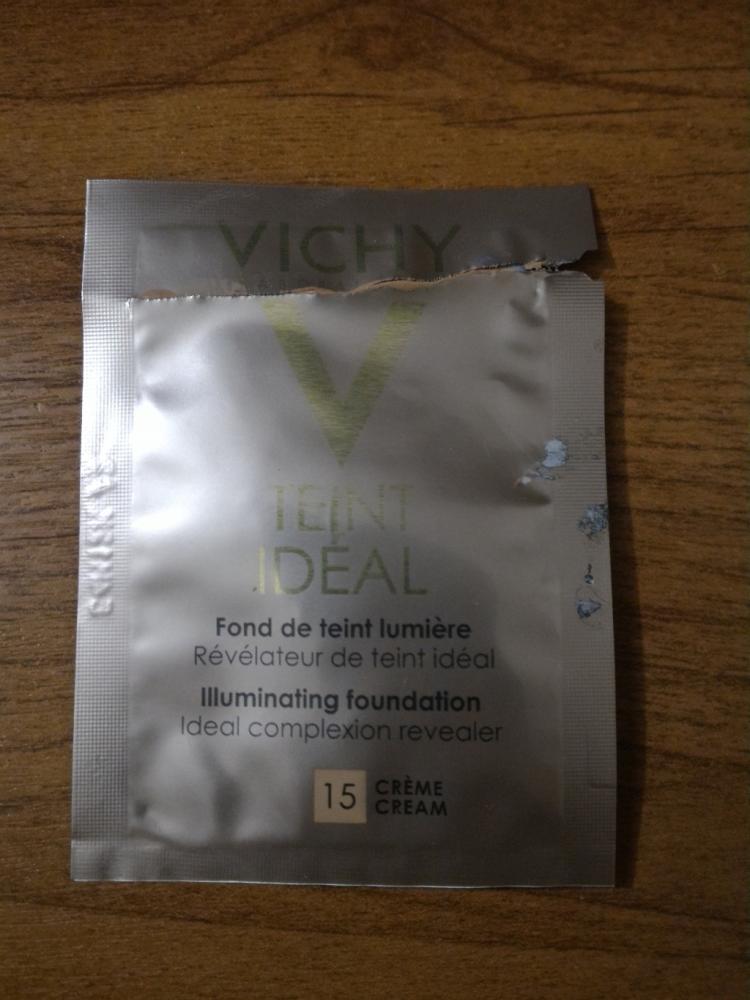 VICHY
V
TEINT
IDÉAL
Fond de teint lumière
Révélateur de teint idéal
Illuminating foundation
Ideal complexion revealer
15 CRÈME
CREAM